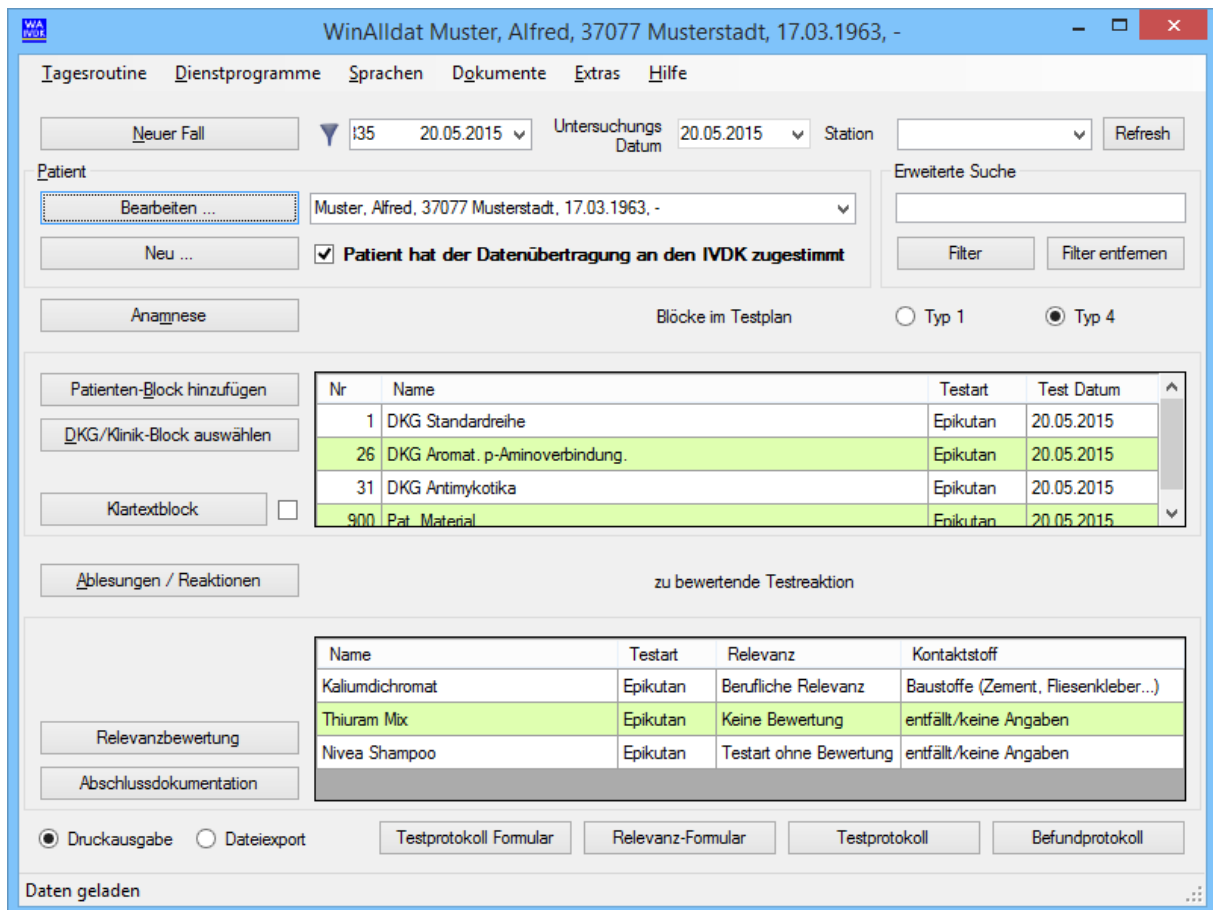 WA IVDK WinAlldat Muster, Alfred, 37077 Musterstadt, 17.03.1963, -
Tagesroutine Dienstprogramme Sprachen Dokumente Extras Hilfe
Neuer Fall 20.05.2015 Untersuchungs Datum 20.05.2015 Station Refresh
Patient Erweiterte Suche
Bearbeiten ... Muster, Alfred, 37077 Musterstadt, 17.03.1963, -
Neu ... Patient hat der Datenübertragung an den IVDK zugestimmt Filter Filter entfernen
Anamnese Blöcke im Testplan Typ 1 Typ 4
Patienten-Block hinzufügen
DKG/Klinik-Block auswählen
Klartextblock
Nr Name Testart Test Datum
1 DKG Standardreihe Epikutan 20.05.2015
26 DKG Aromat. p-Aminoverbindung. Epikutan 20.05.2015
31 DKG Antimykotika Epikutan 20.05.2015
900 Pat. Material Epikutan 20.05.2015
Ablesungen / Reaktionen zu bewertende Testreaktion
Name Testart Relevanz Kontaktstoff
Kaliumdichromat Epikutan Berufliche Relevanz Baustoffe (Zement, Fliesenkleber...)
Thiuram Mix Epikutan Keine Bewertung entfällt/keine Angaben
Nivea Shampoo Epikutan Testart ohne Bewertung entfällt/keine Angaben
Relevanzbewertung
Abschlussdokumentation
Druckausgabe Dateiexport Testprotokoll Formular Relevanz-Formular Testprotokoll Befundprotokoll
Daten geladen